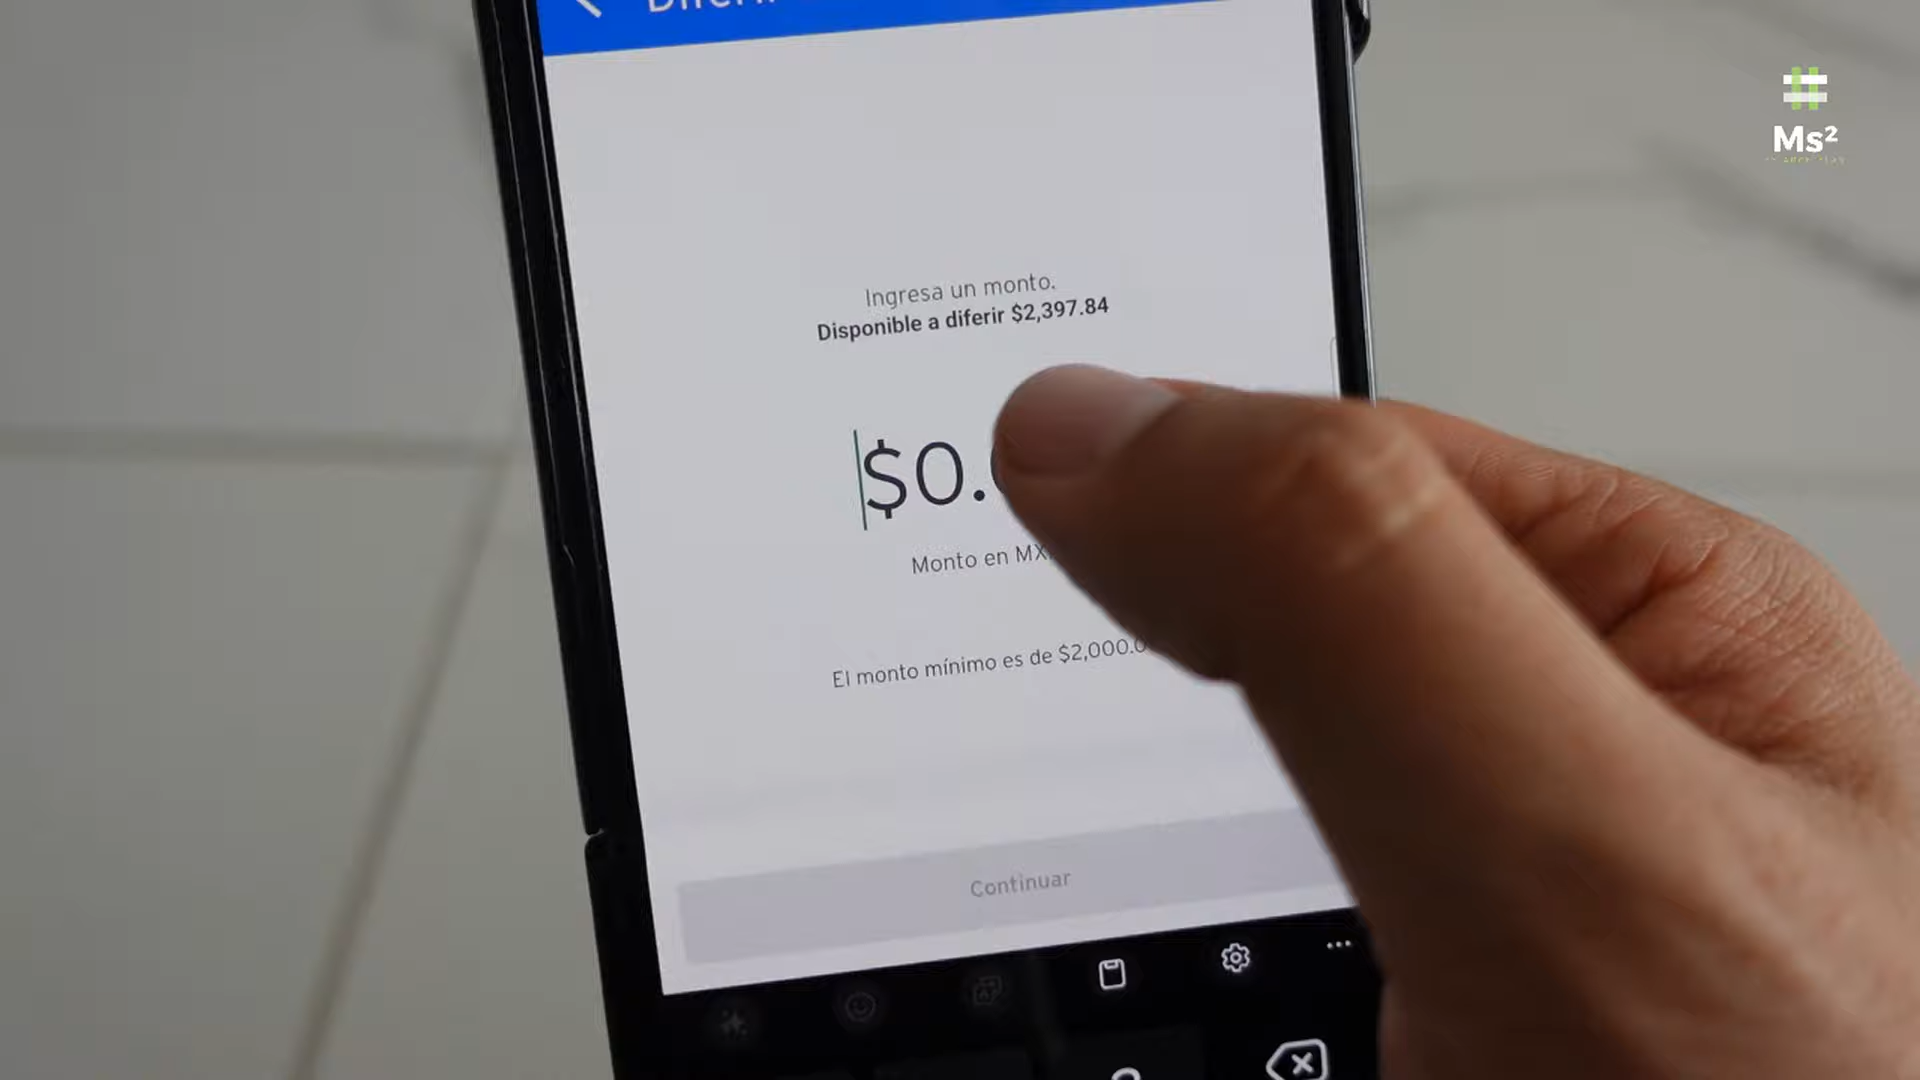 Diferir
Ms²
Ingresa un monto.
Disponible a diferir $2,397.84
$0.
Monto en MX
El monto mínimo es de $2,000.0
Continuar